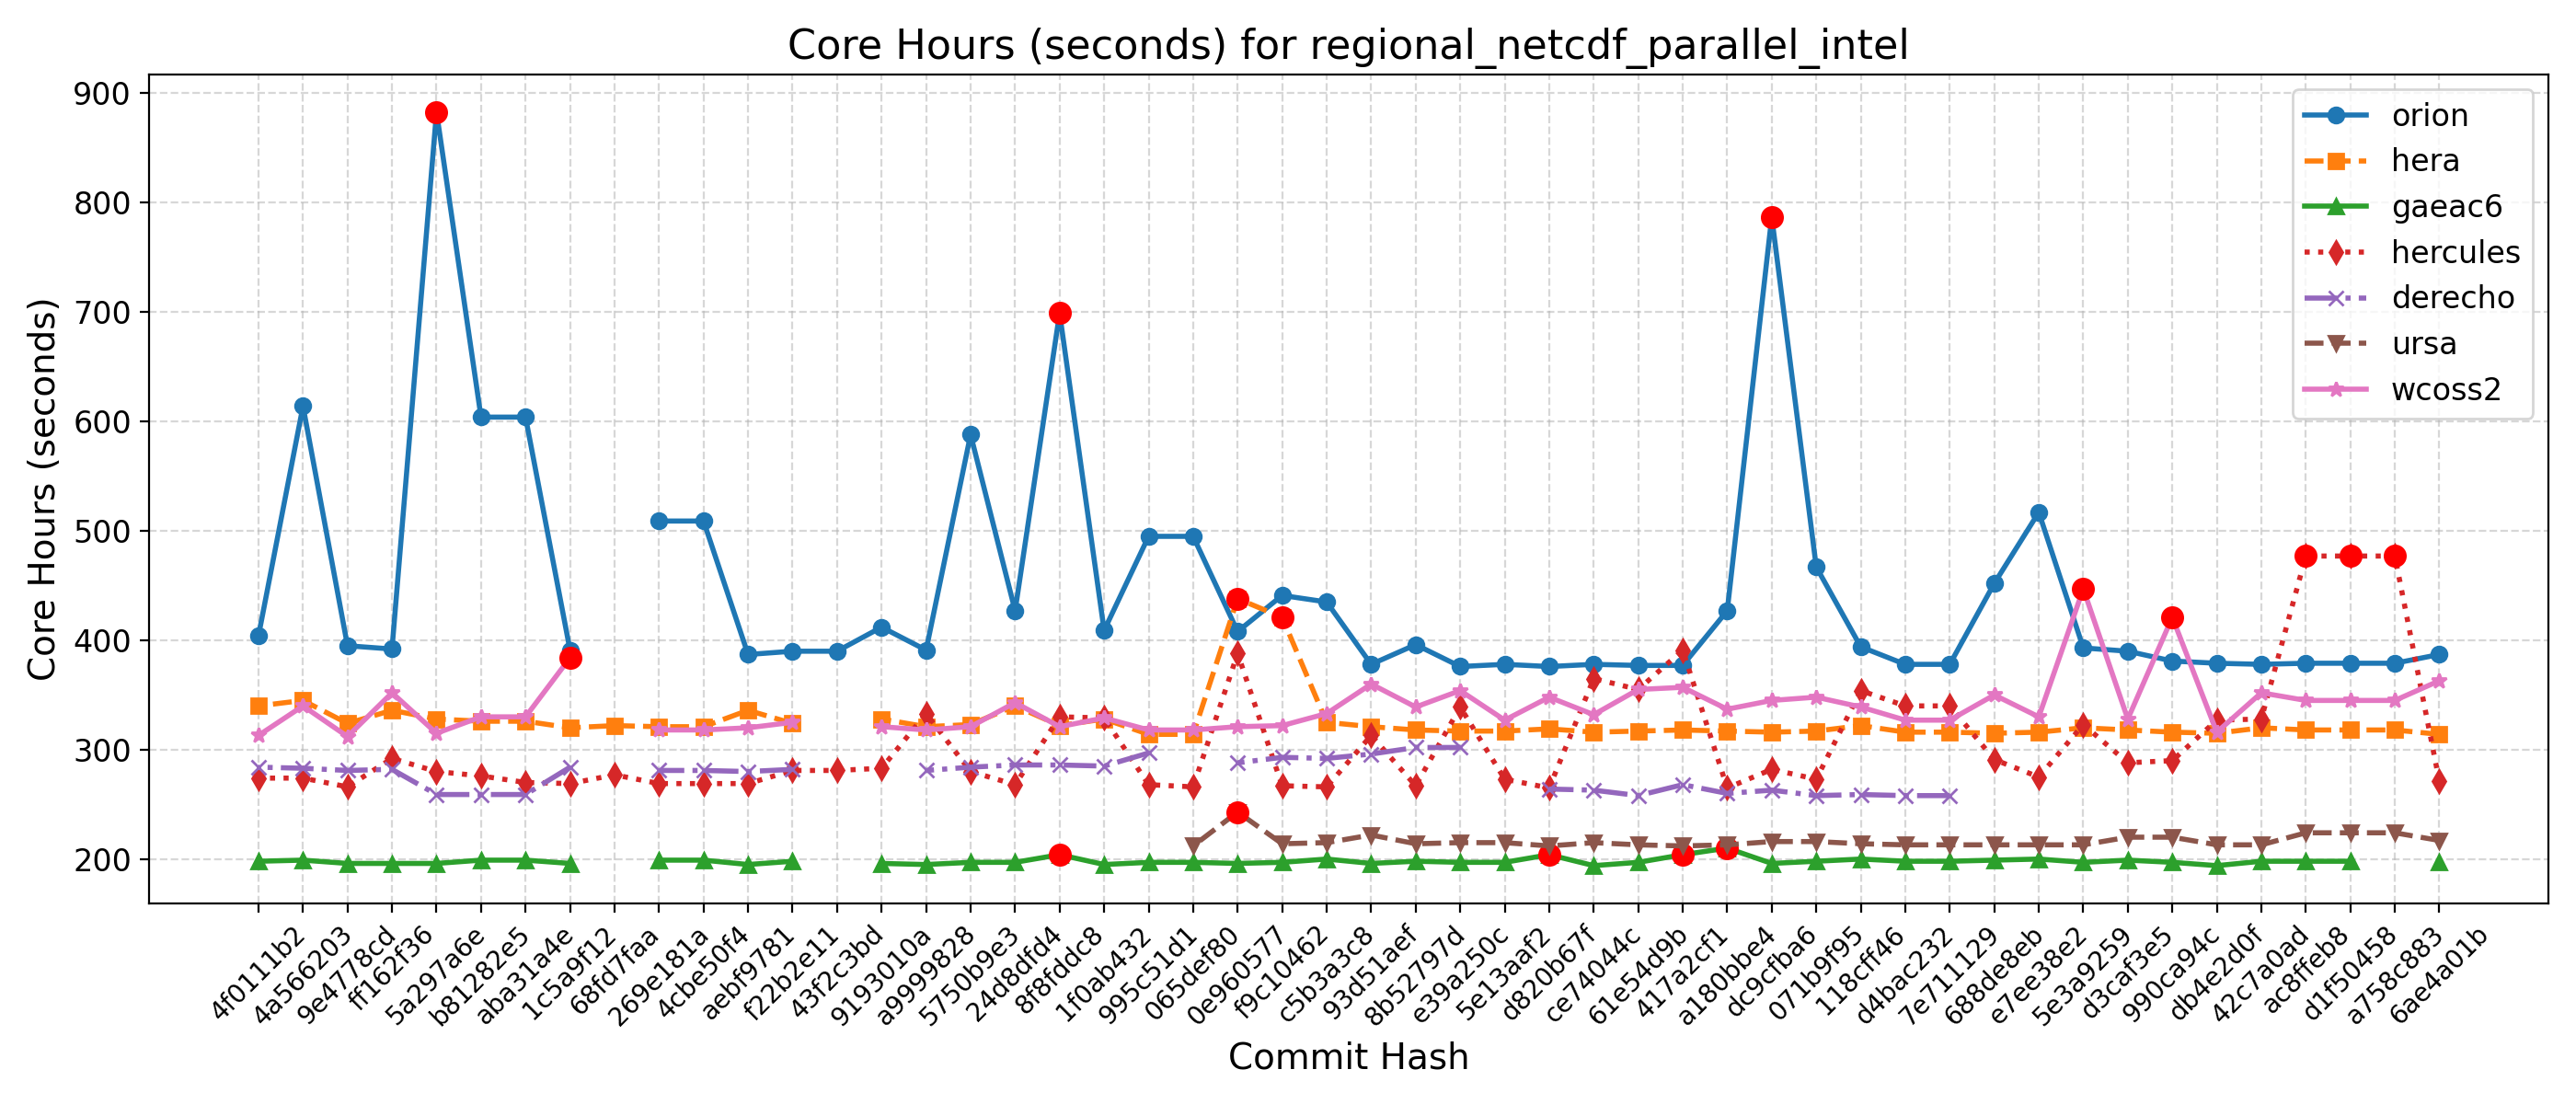 Core Hours (seconds) for regional_netcdf_parallel_intel
Core Hours (seconds)
900
800
700
600
500
400
300
200
orion
hera
gaeac6
hercules
derecho
ursa
wcoss2
4f0111b2
4a566203
9e4778cd
ff162f36
5a297a6e
b81282e5
aba31a4e
1c5a9f12
68fd7faa
269e181a
4cbe50f4
aebf9781
f22b2e11
43f2c3bd
9193010a
a9999828
5750b9e3
24d8dfd4
8f8fddc8
1f0ab432
995c51d1
065def80
0e960577
f9c10462
c5b3a3c8
93d51aef
8b52797d
e39a250c
5e13aaf2
d820b67f
ce74044c
61e54d9b
417a2cf1
a180bbe4
dc9cfba6
071b9f95
118cff46
d4bac232
7e711129
688de8eb
e7ee38e2
5e3a9259
d3caf3e5
990ca94c
db4e2d0f
42c7a0ad
ac8ffeb8
d1f50458
a758c883
6ae4a01b
Commit Hash